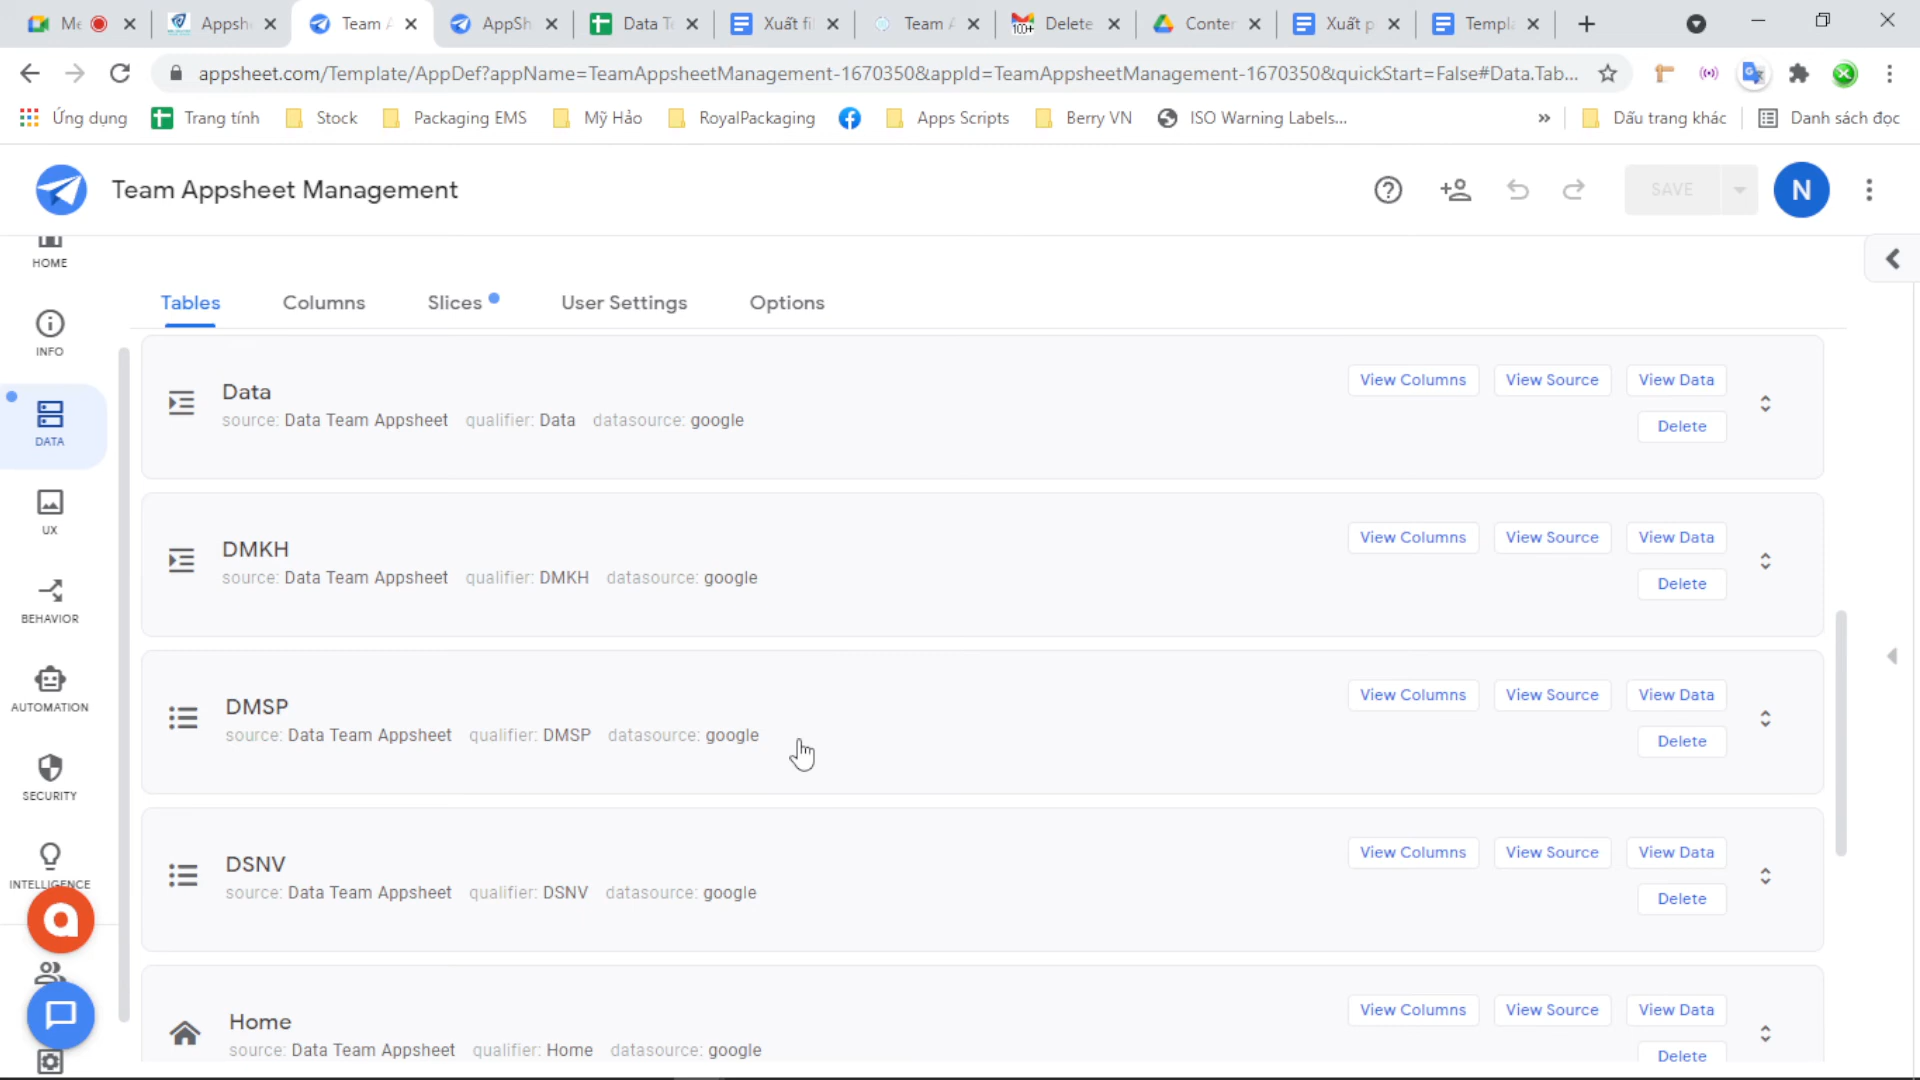 Me
Appsh
Team A
AppSh
Data Te
Xuất fi
Team A
100+
Delete
Conter
Xuất p
Templ
appsheet.com/Template/AppDef?appName=TeamAppsheetManagement-1670350&appId=TeamAppsheetManagement-1670350&quickStart=False#Data.Tab...
Ứng dụng
Trang tính
Stock
Packaging EMS
Mỹ Hảo
RoyalPackaging
Apps Scripts
Berry VN
ISO Warning Labels...
»
Dấu trang khác
Danh sách đọc
Team Appsheet Management
SAVE
N
HOME
INFO
DATA
UX
BEHAVIOR
AUTOMATION
SECURITY
INTELLIGENCE
Tables
Columns
Slices
User Settings
Options
Data
source: Data Team Appsheet qualifier: Data datasource: google
View Columns
View Source
View Data
Delete
DMKH
source: Data Team Appsheet qualifier: DMKH datasource: google
View Columns
View Source
View Data
Delete
DMSP
source: Data Team Appsheet qualifier: DMSP datasource: google
View Columns
View Source
View Data
Delete
DSNV
source: Data Team Appsheet qualifier: DSNV datasource: google
View Columns
View Source
View Data
Delete
Home
source: Data Team Appsheet qualifier: Home datasource: google
View Columns
View Source
View Data
Delete